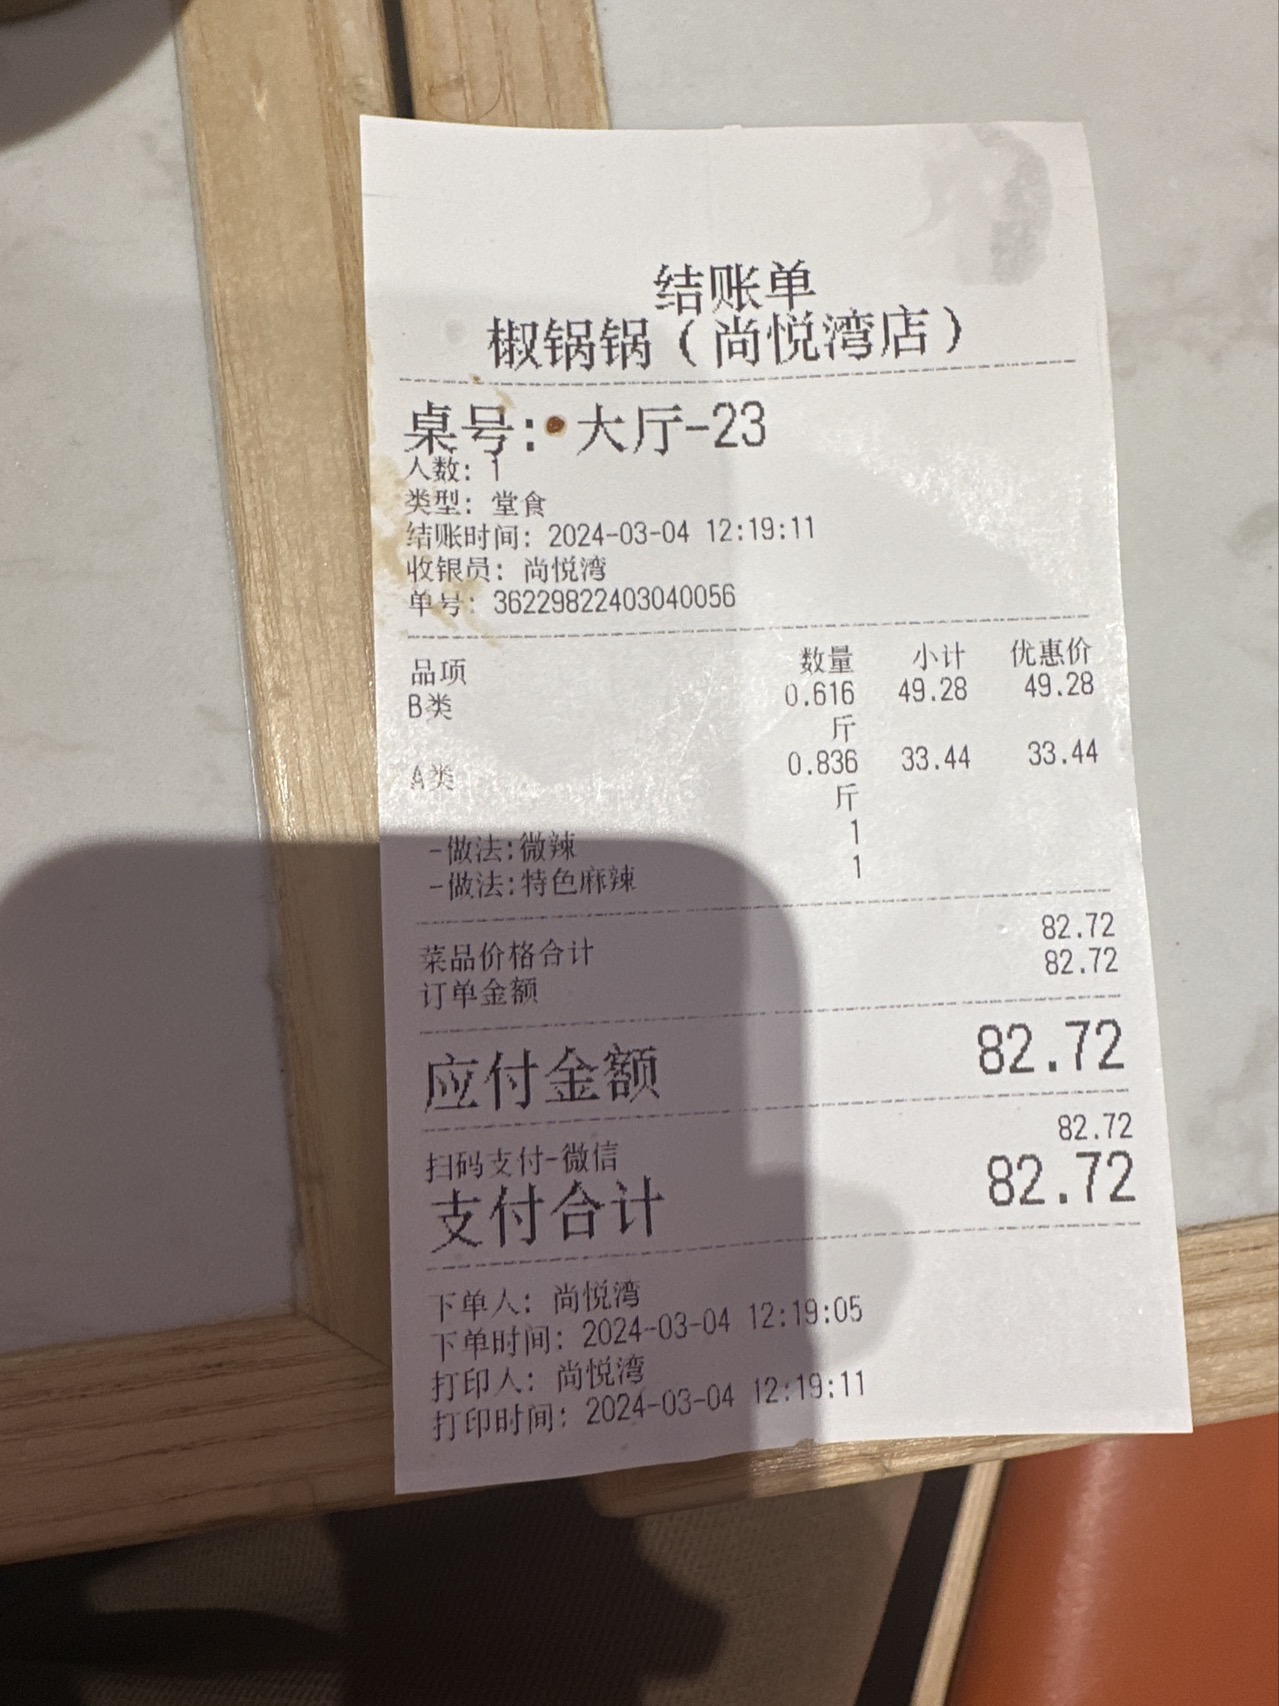 结账单
椒锅锅（尚悦湾店）
桌号: 大厅-23
人数: 1
类型: 堂食
结账时间: 2024-03-04 12:19:11
收银员: 尚悦湾
单号: 36229822403040056
品项 数量 小计 优惠价
B类 0.616 49.28 49.28
斤
A类 0.836 33.44 33.44
斤
-做法:微辣 1
-做法:特色麻辣 1
菜品价格合计 82.72
订单金额 82.72
应付金额 82.72
扫码支付-微信 82.72
支付合计 82.72
下单人: 尚悦湾
下单时间: 2024-03-04 12:19:05
打印人: 尚悦湾
打印时间: 2024-03-04 12:19:11